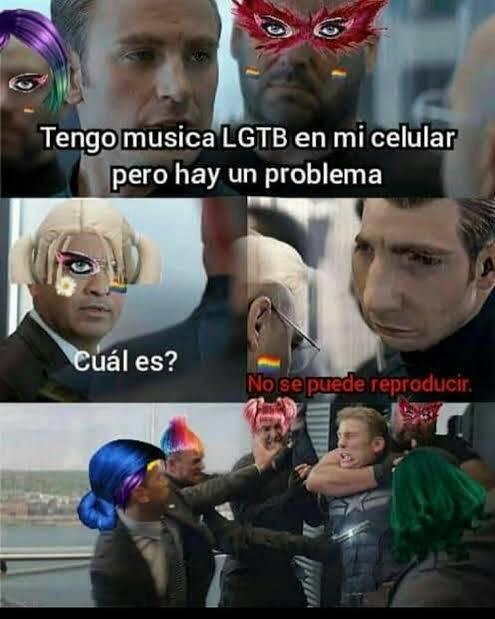 Tengo musica LGTB en mi celular
pero hay un problema
Cuál es?
No se puede reproducir.